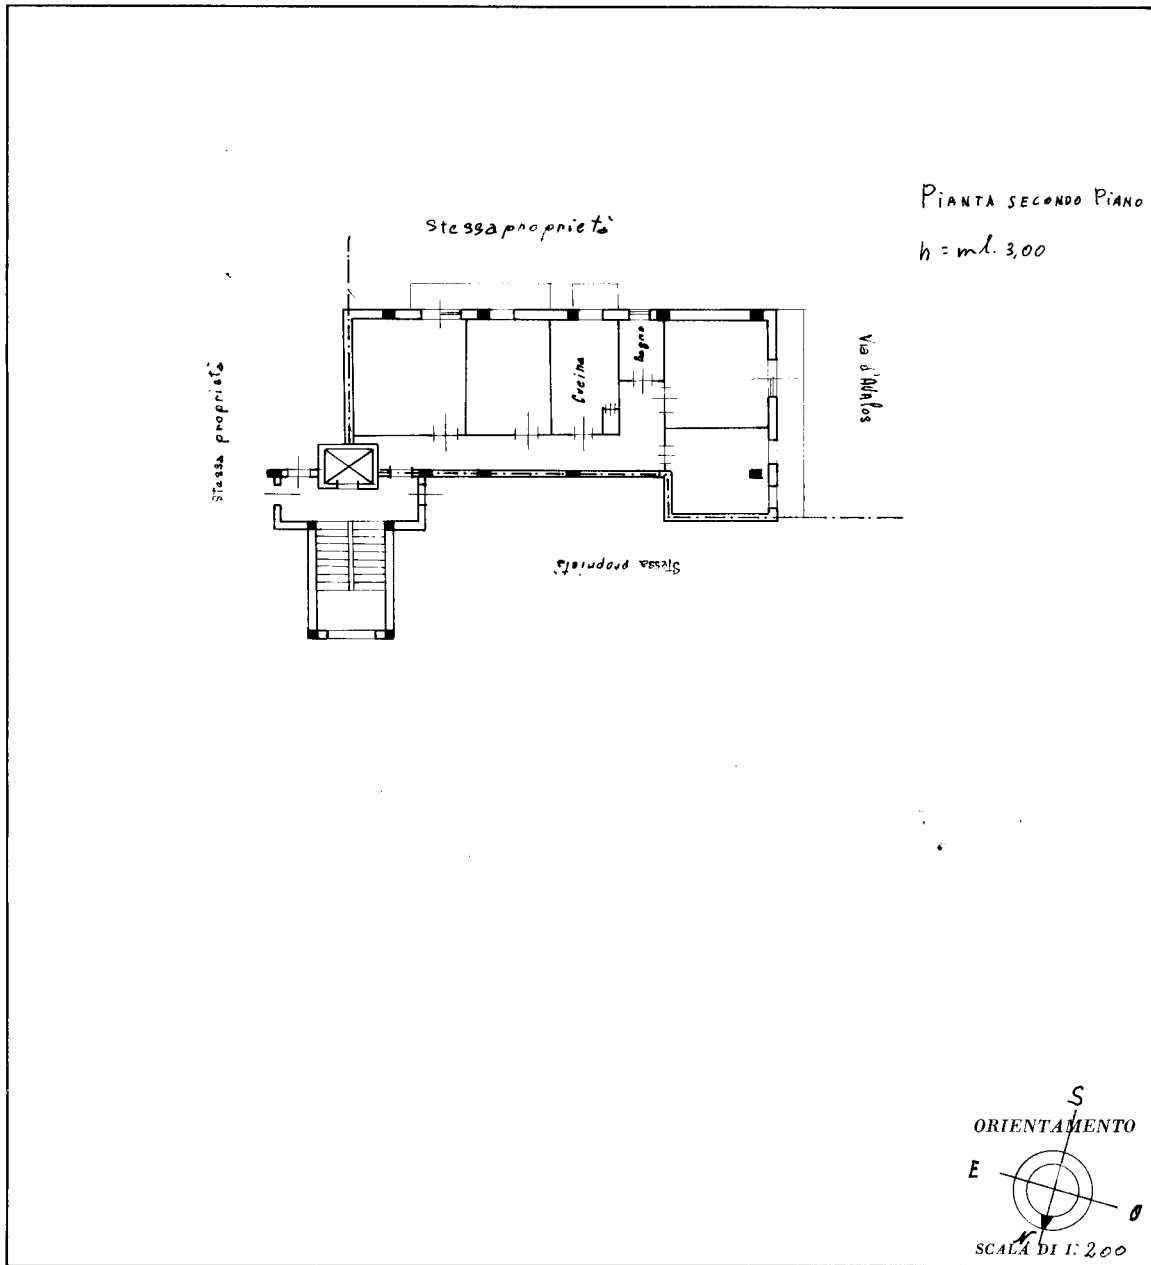 PIANTA SECONDO PIANO
h = ml. 3,00
Stessa proprietà
Stessa proprietà
Via d'Avalos
Cucina
Bagno
Stessa proprietà
S
ORIENTAMENTO
E
O
N
SCALA DI 1:200